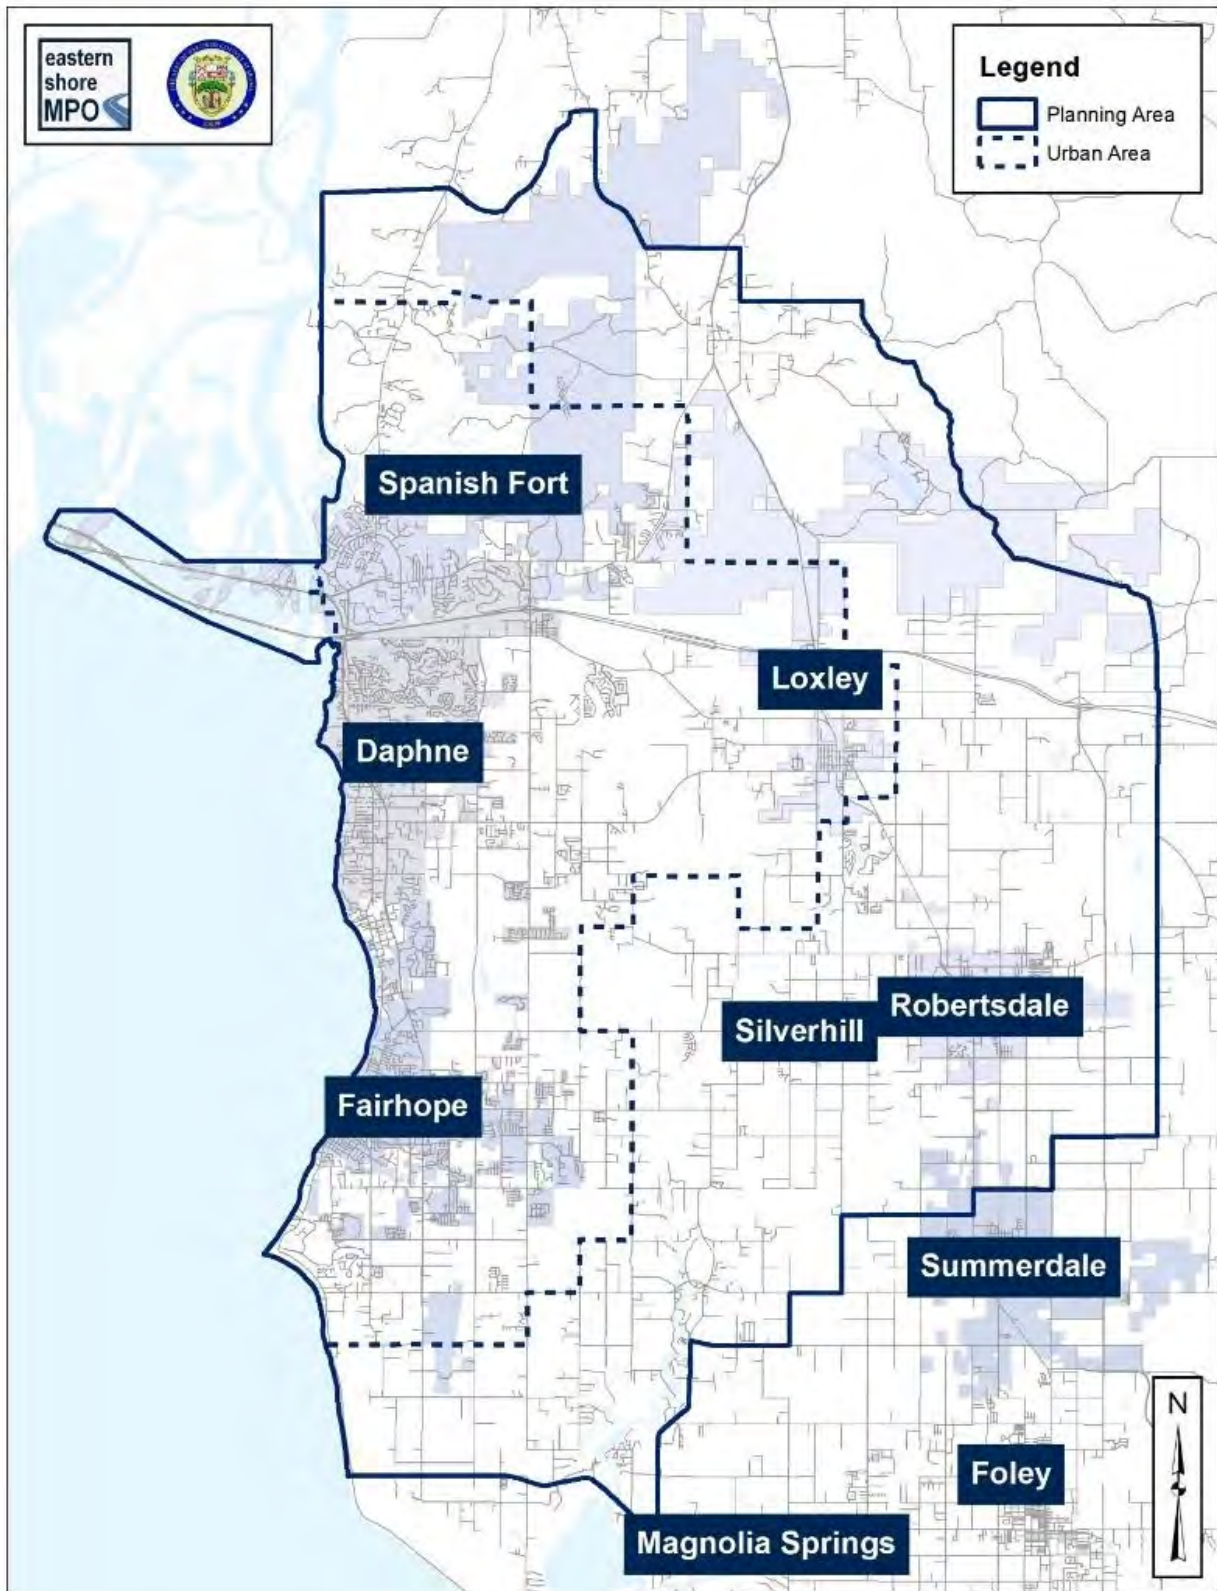 eastern
shore
MPO
Legend
Planning Area
Urban Area
Spanish Fort
Loxley
Daphne
Robertsdale
Silverhill
Fairhope
Summerdale
N
Foley
Magnolia Springs